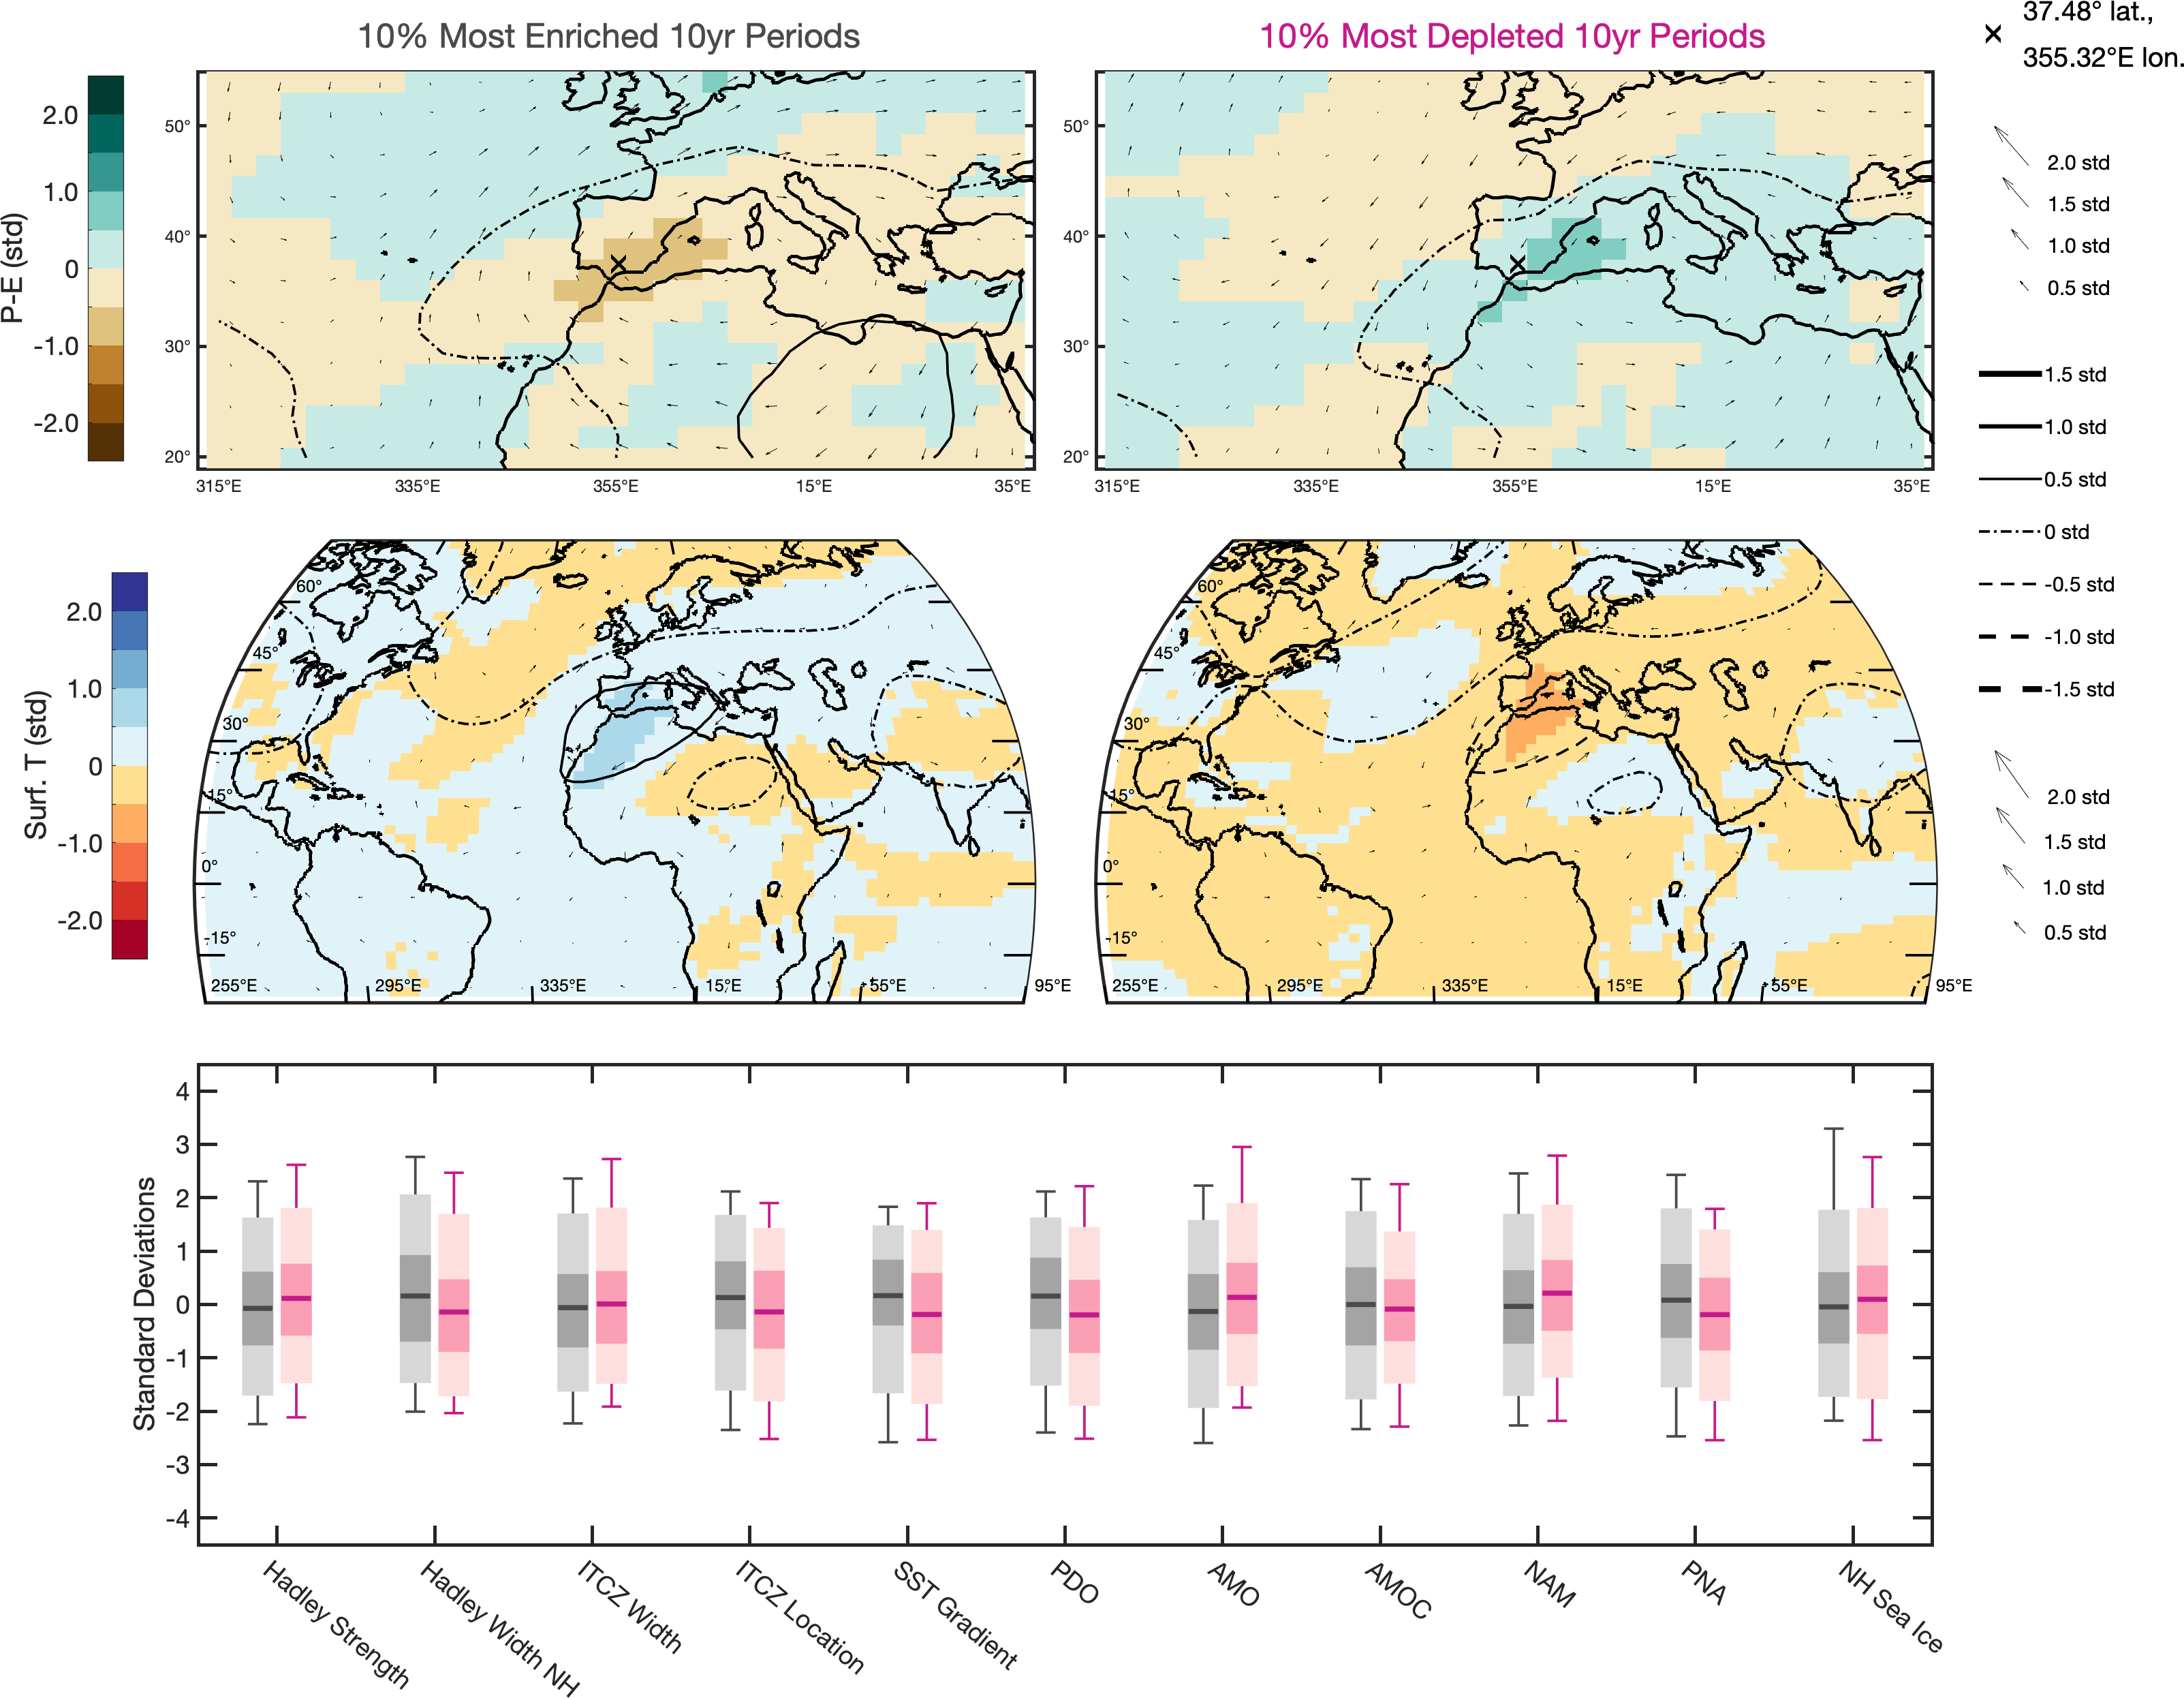 10% Most Enriched 10yr Periods
10% Most Depleted 10yr Periods
37.48° lat.,
355.32°E lon.
P-E (std)
2.0
1.0
0
-1.0
-2.0
50°
40°
30°
20°
315°E
335°E
355°E
15°E
35°E
50°
40°
30°
20°
315°E
335°E
355°E
15°E
35°E
2.0 std
1.5 std
1.0 std
0.5 std
1.5 std
1.0 std
0.5 std
0 std
-0.5 std
-1.0 std
-1.5 std
Surf. T (std)
2.0
1.0
0
-1.0
-2.0
60°
45°
30°
15°
0°
-15°
255°E
295°E
335°E
15°E
55°E
95°E
60°
45°
30°
15°
0°
-15°
255°E
295°E
335°E
15°E
55°E
95°E
2.0 std
1.5 std
1.0 std
0.5 std
Standard Deviations
4
3
2
1
0
-1
-2
-3
-4
Hadley Strength
Hadley Width NH
ITCZ Width
ITCZ Location
SST Gradient
PDO
AMO
AMOC
NAM
PNA
NH Sea Ice